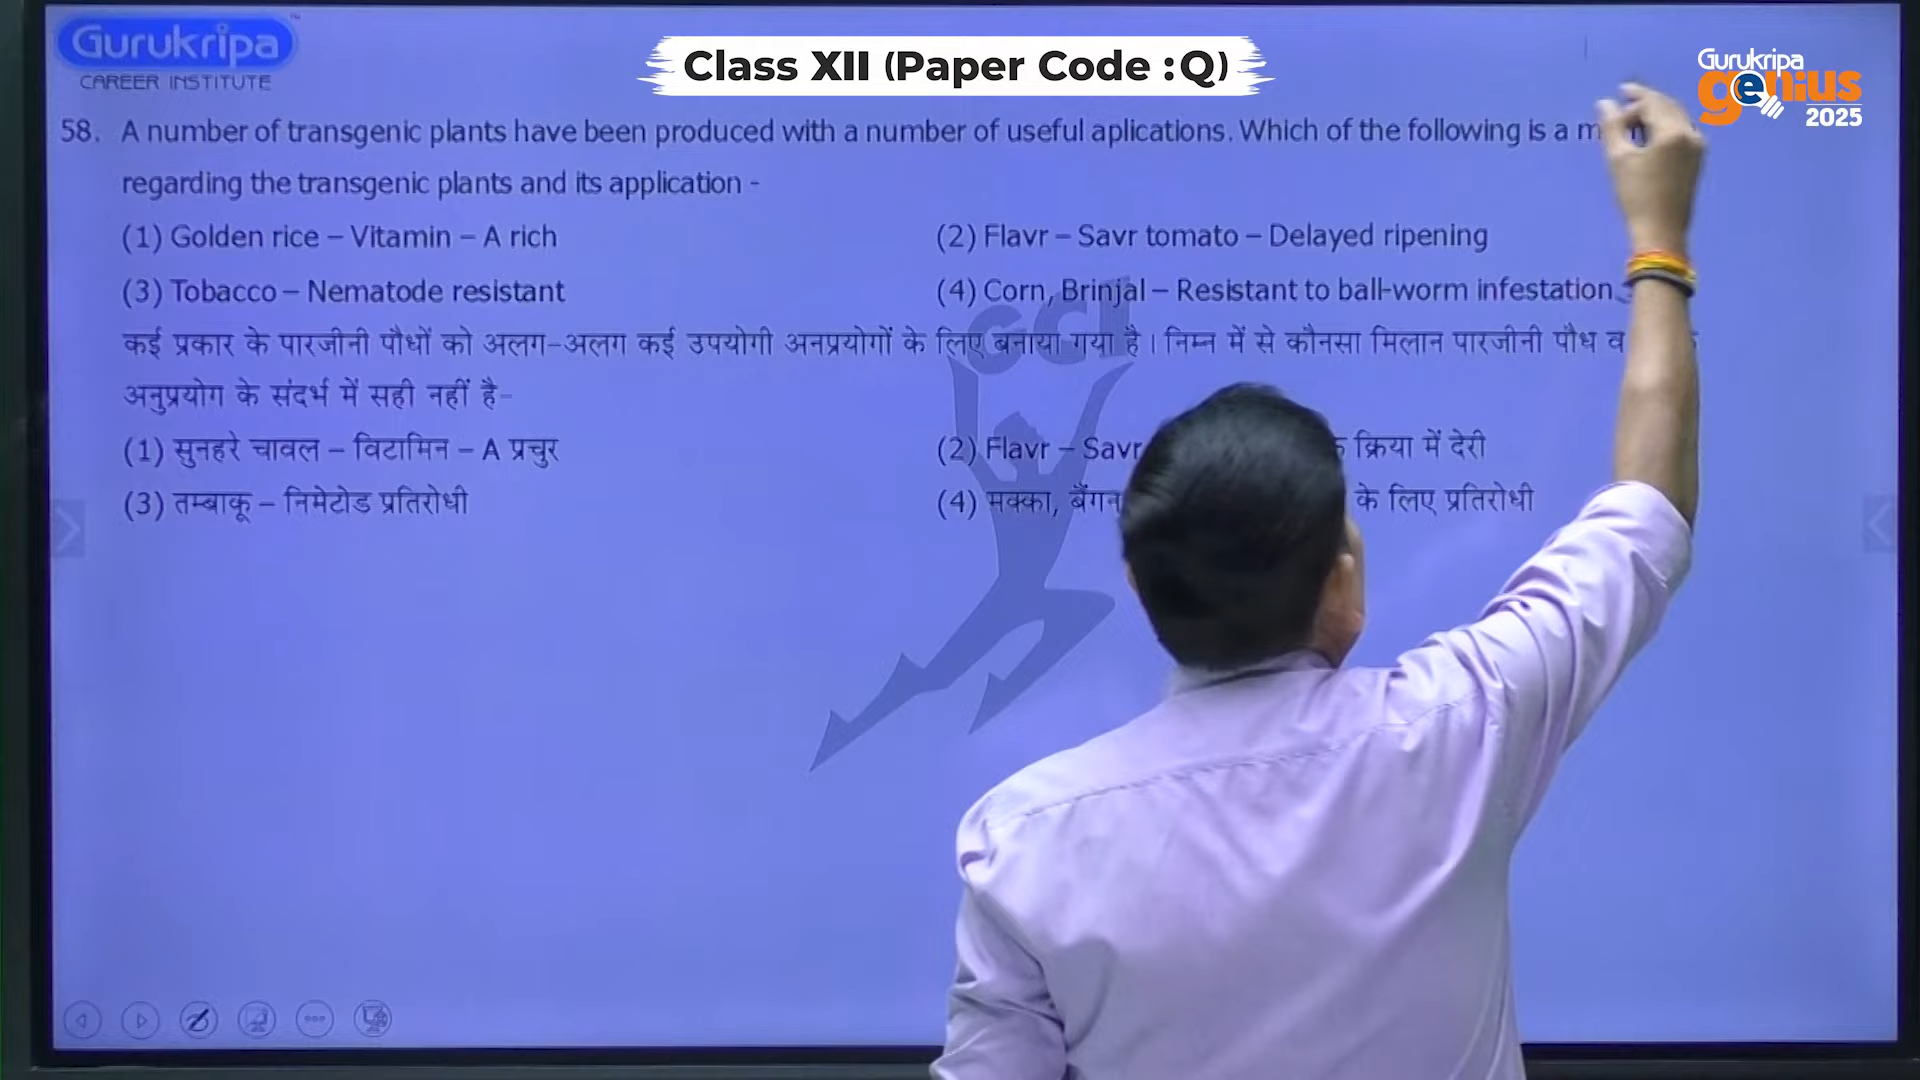 Gurukripa
CAREER INSTITUTE
Class XII (Paper Code :Q)
Gurukripa
genius
2025
58. A number of transgenic plants have been produced with a number of useful aplications. Which of the following is a
regarding the transgenic plants and its application -
(1) Golden rice – Vitamin – A rich
(2) Flavr – Savr tomato – Delayed ripening
(3) Tobacco – Nematode resistant
(4) Corn, Brinjal – Resistant to ball-worm infestation
कई प्रकार के पारजीनी पौधों को अलग-अलग कई उपयोगी अनप्रयोगों के लिए बनाया गया है। निम्न में से कौनसा मिलान पारजीनी पौध व
अनुप्रयोग के संदर्भ में सही नहीं है-
(1) सुनहरे चावल – विटामिन – A प्रचुर
(2) Flavr – Savr क्रिया में देरी
(3) तम्बाकू – निमेटोड प्रतिरोधी
(4) मक्का, बैंगन के लिए प्रतिरोधी
GCI